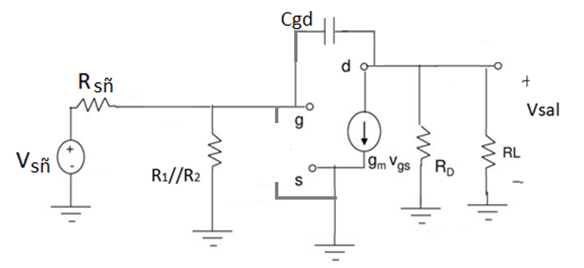 Cgd
d
+
Rsñ
Vsal
g
+
-
Vsñ
R1//R2
s
gm vgs
RD
RL
-